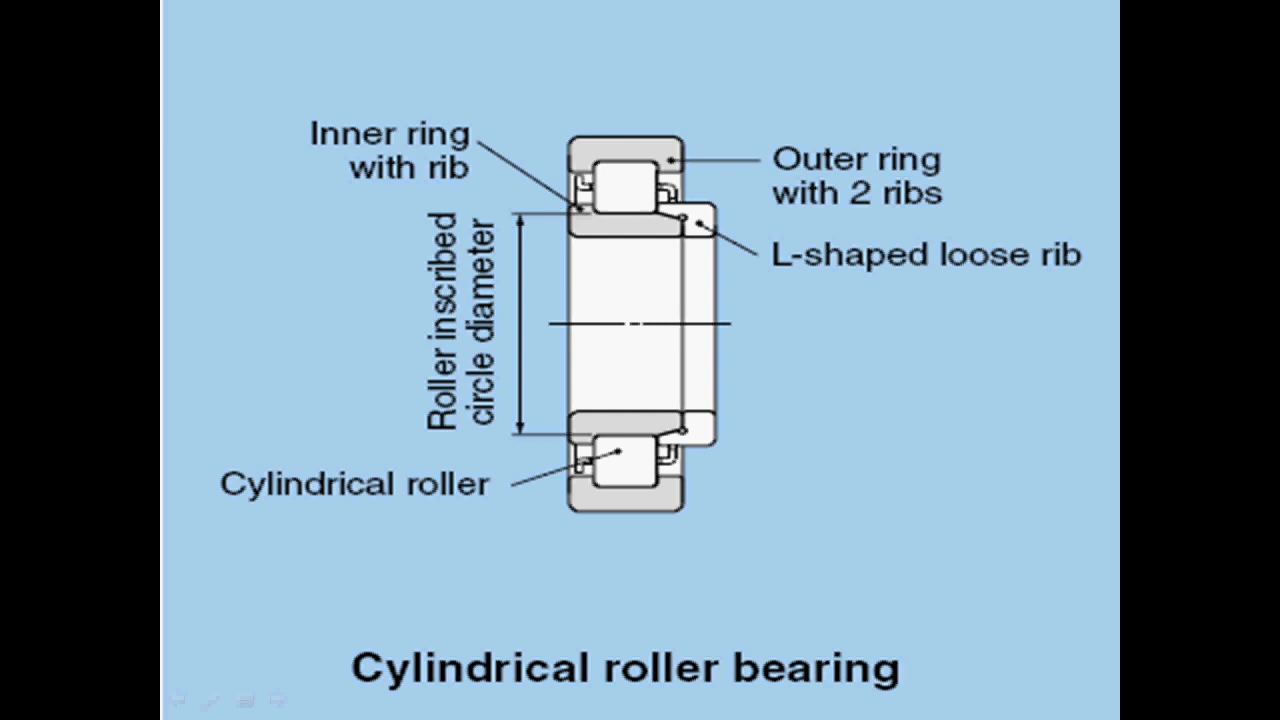 Inner ring
with rib
Outer ring
with 2 ribs
L-shaped loose rib
Roller inscribed
circle diameter
Cylindrical roller
Cylindrical roller bearing